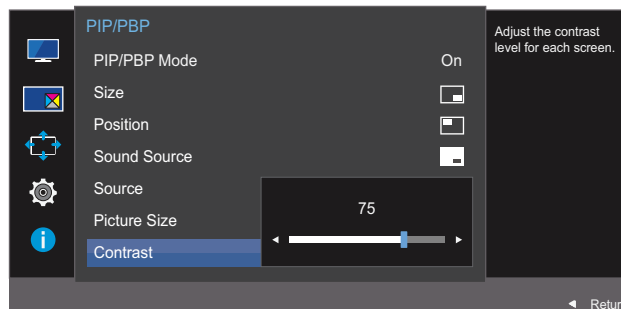 PIP/PBP
PIP/PBP Mode On
Size
Position
Sound Source
Source
Picture Size
Contrast
75
Adjust the contrast
level for each screen.
Retur